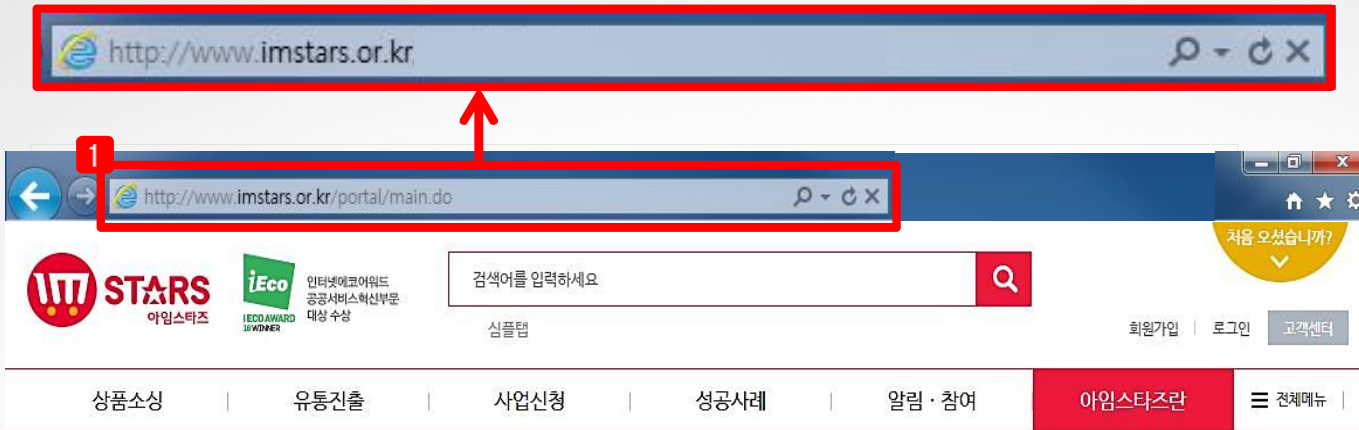 http://www.imstars.or.kr
1
http://www.imstars.or.kr/portal/main.do
처음 오셨습니까?
STARS
아임스타즈
iEco
IECO AWARD
16 WINNER
인터넷에코어워드
공공서비스혁신부문
대상 수상
검색어를 입력하세요
심플탭
회원가입 | 로그인 고객센터
상품소싱 | 유통진출 | 사업신청 | 성공사례 | 알림 · 참여 아임스타즈란 전체메뉴 |